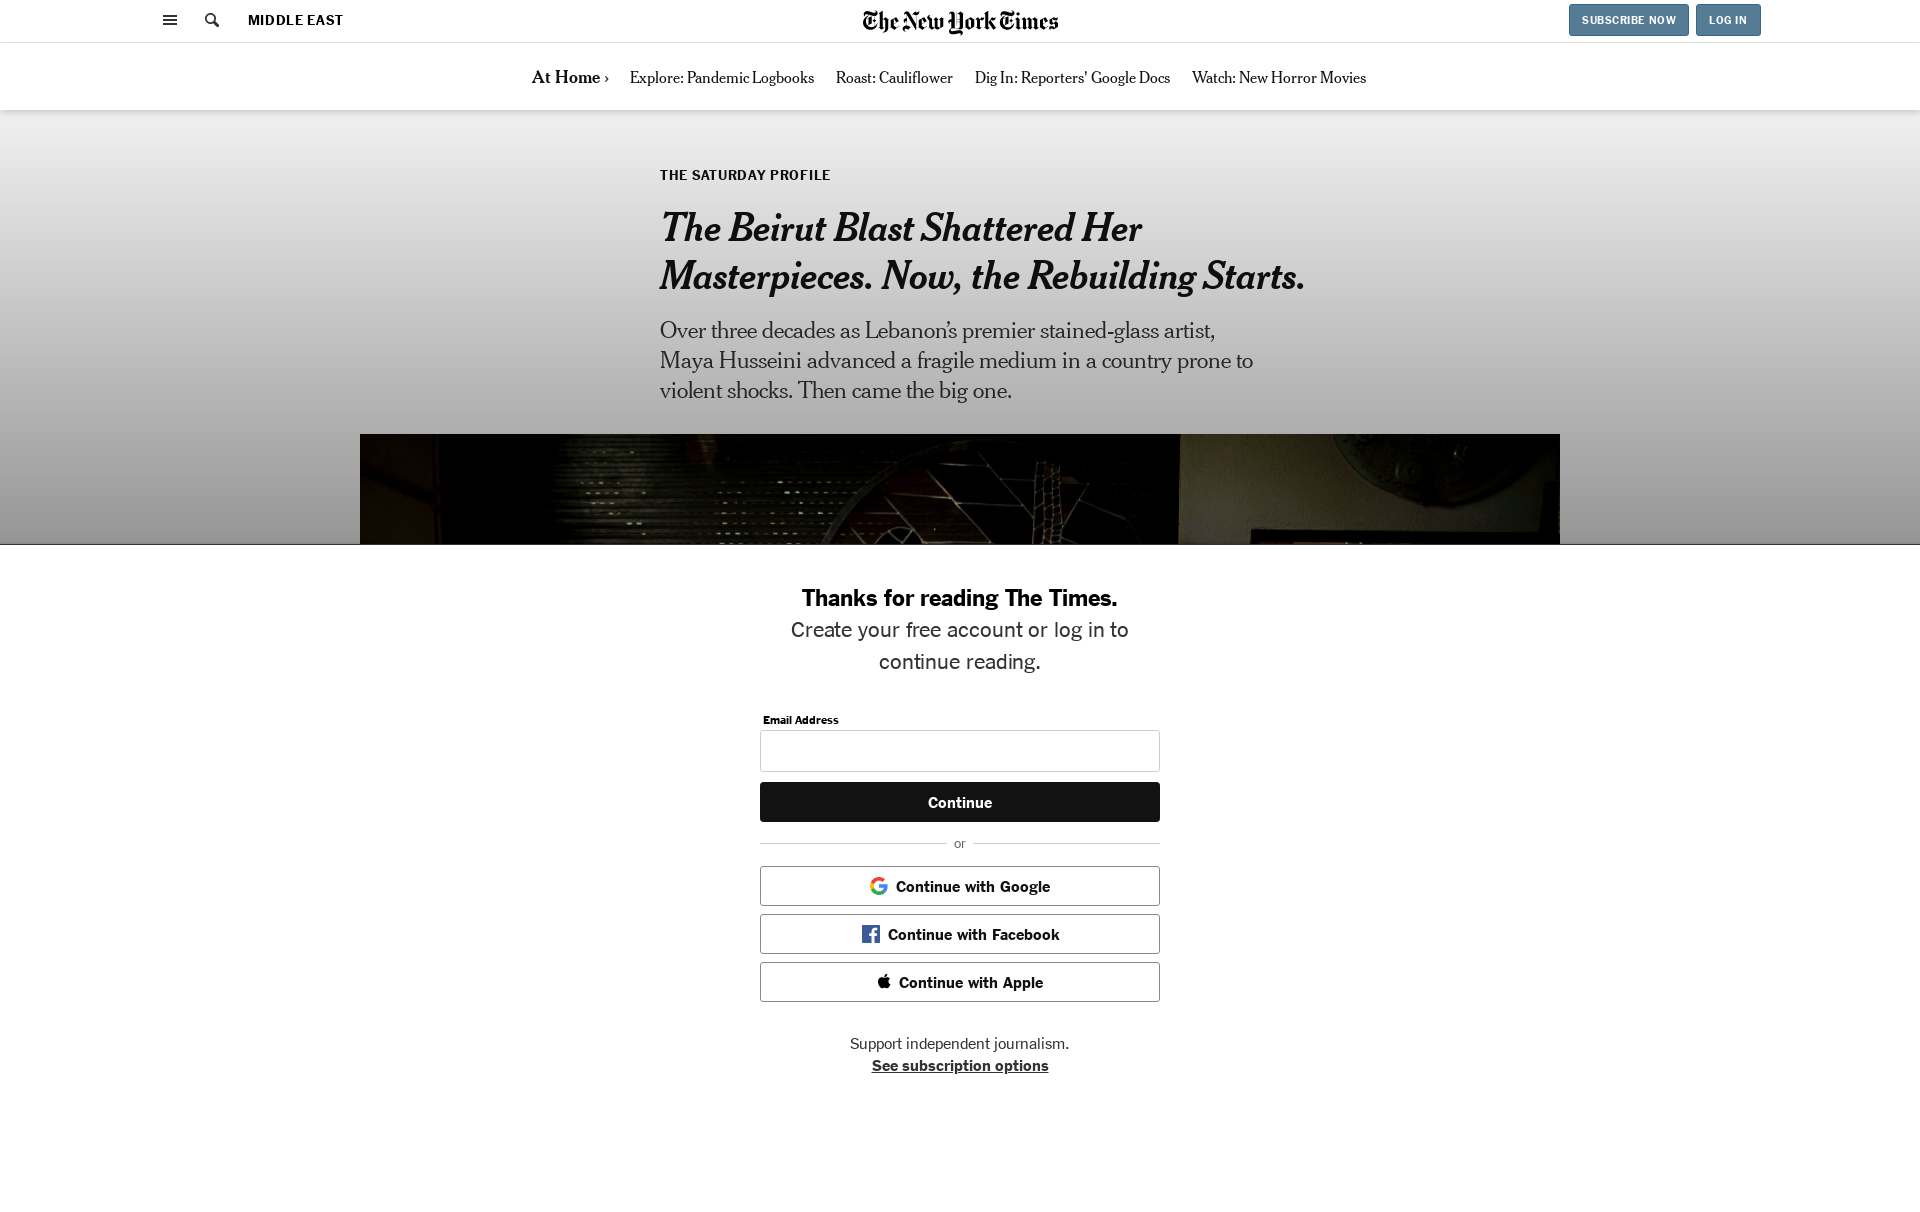 MIDDLE EAST
The New York Times
SUBSCRIBE NOW
LOG IN
At Home ›
Explore: Pandemic Logbooks
Roast: Cauliflower
Dig In: Reporters' Google Docs
Watch: New Horror Movies
THE SATURDAY PROFILE
The Beirut Blast Shattered Her
Masterpieces. Now, the Rebuilding Starts.
Over three decades as Lebanon’s premier stained-glass artist,
Maya Husseini advanced a fragile medium in a country prone to
violent shocks. Then came the big one.
Thanks for reading The Times.
Create your free account or log in to
continue reading.
Email Address
Continue
or
Continue with Google
Continue with Facebook
Continue with Apple
Support independent journalism.
See subscription options